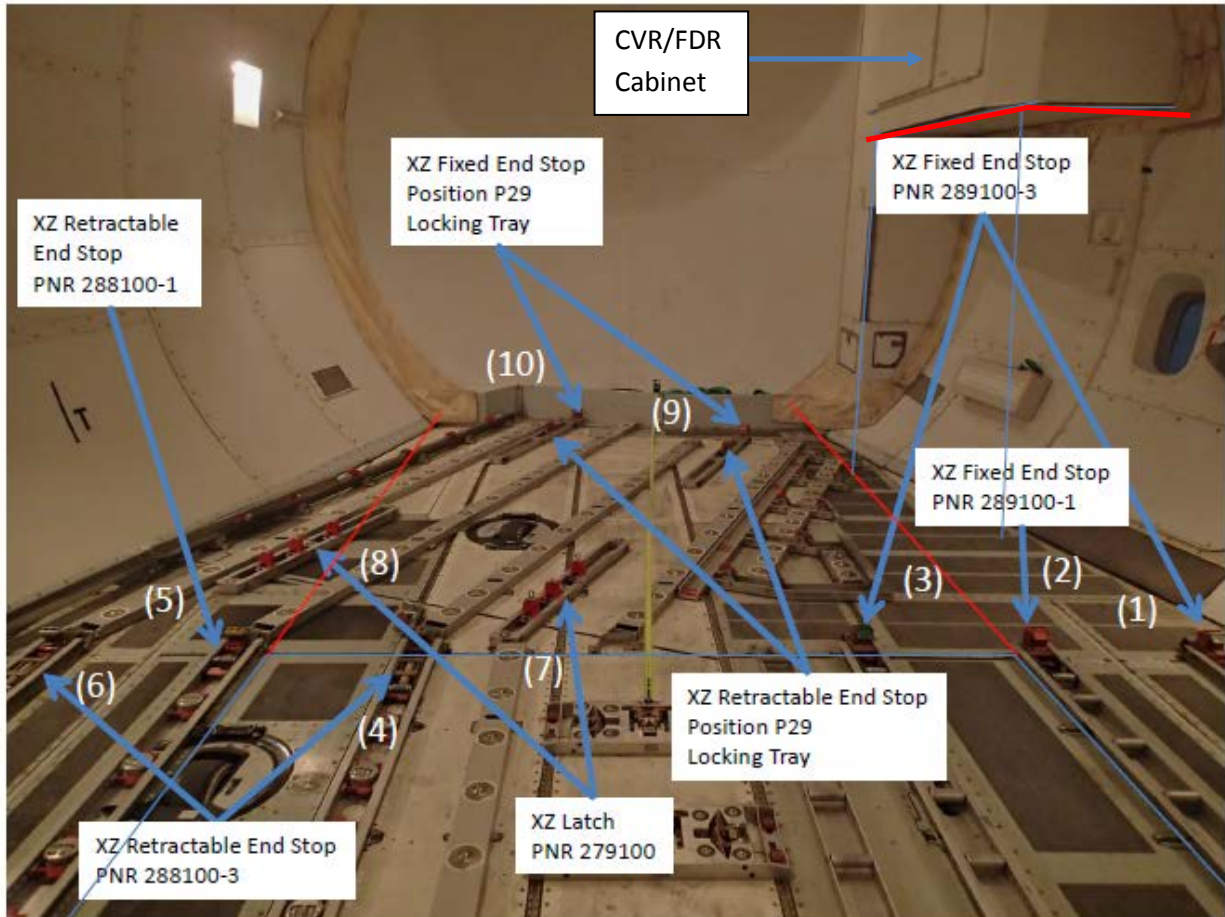 CVR/FDR
Cabinet
XZ Fixed End Stop
Position P29
Locking Tray
XZ Fixed End Stop
PNR 289100-3
XZ Retractable
End Stop
PNR 288100-1
(10)
(9)
XZ Fixed End Stop
PNR 289100-1
(8)
(3)
(2)
(5)
(1)
(7)
(6)
(4)
XZ Retractable End Stop
Position P29
Locking Tray
XZ Latch
PNR 279100
XZ Retractable End Stop
PNR 288100-3